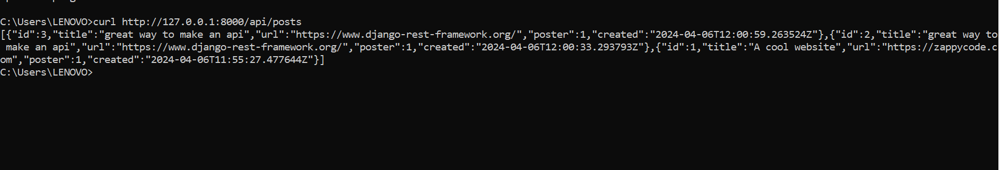 C:\Users\LENOVO>curl http://127.0.0.1:8000/api/posts
[{"id":3,"title":"great way to make an api","url":"https://www.django-rest-framework.org/","poster":1,"created":"2024-04-06T12:00:59.263524Z"},{"id":2,"title":"great way to
 make an api","url":"https://www.django-rest-framework.org/","poster":1,"created":"2024-04-06T12:00:33.293793Z"},{"id":1,"title":"A cool website","url":"https://zappycode.c
om","poster":1,"created":"2024-04-06T11:55:27.477644Z"}]
C:\Users\LENOVO>